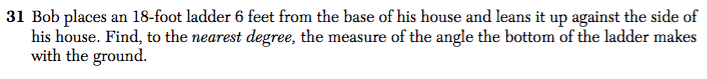 31 Bob places an 18-foot ladder 6 feet from the base of his house and leans it up against the side of
his house. Find, to the nearest degree, the measure of the angle the bottom of the ladder makes
with the ground.